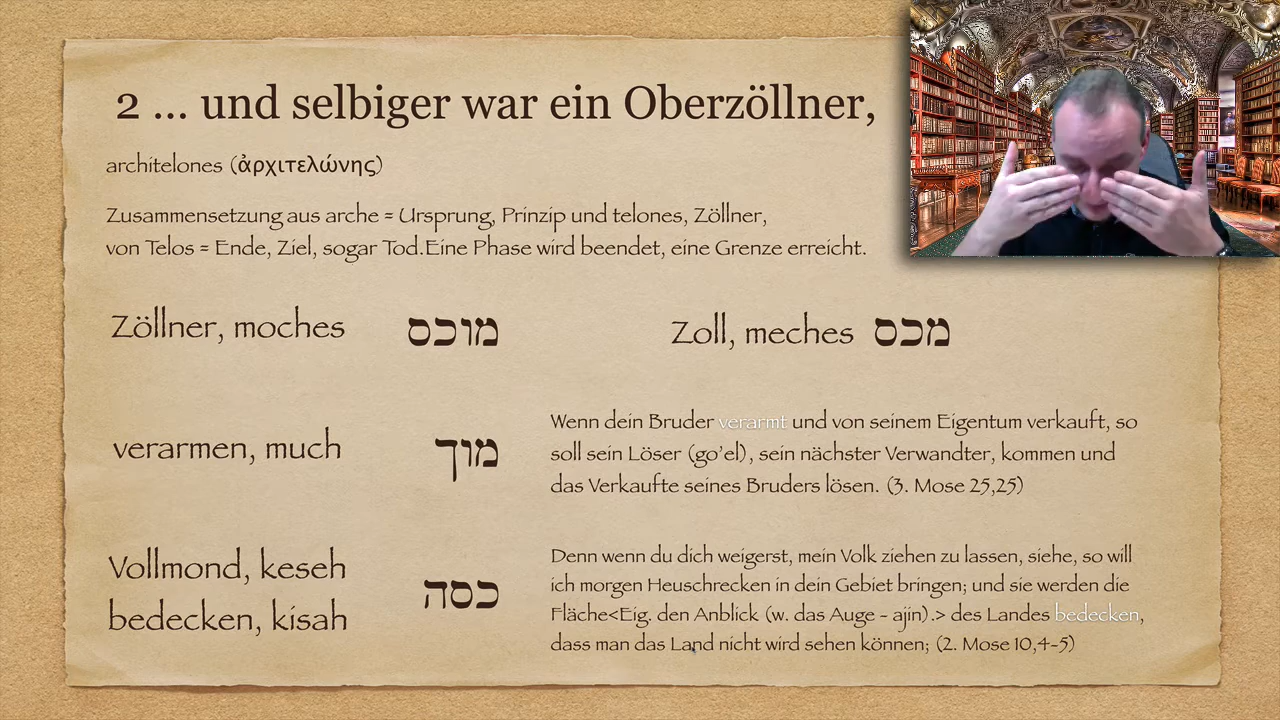 2 ... und selbiger war ein Oberzöllner,
architelones (ἀρχιτελώνης)
Zusammensetzung aus arche = Ursprung, Prinzip und telones, Zöllner,
von Telos = Ende, Ziel, sogar Tod.Eine Phase wird beendet, eine Grenze erreicht.
Zöllner, moches מוכס
Zoll, meches מכס
verarmen, much מוך
Wenn dein Bruder verarmt und von seinem Eigentum verkauft, so
soll sein Löser (go'el), sein nächster Verwandter, kommen und
das Verkaufte seines Bruders lösen. (3. Mose 25,25)
Vollmond, keseh
bedecken, kisah
כסה
Denn wenn du dich weigerst, mein Volk ziehen zu lassen, siehe, so will
ich morgen Heuschrecken in dein Gebiet bringen; und sie werden die
Fläche<Eig. den Anblick (w. das Auge - ajin).> des Landes bedecken,
dass man das Land nicht wird sehen können; (2. Mose 10,4-5)